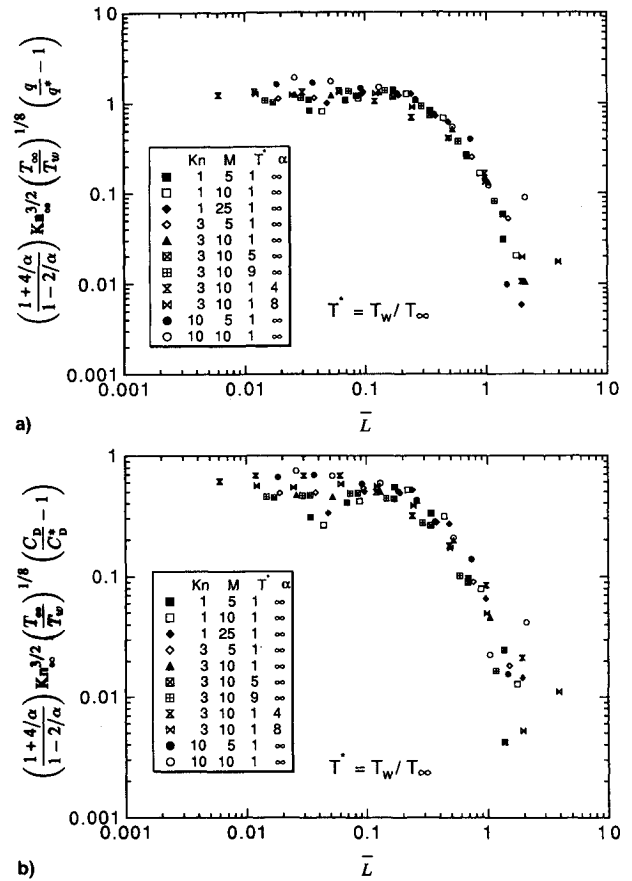 a)
((1+4/α)/(1−2/α)) Kn∞^3/2 (T∞/Tw)^1/8 (q/q* − 1)
10
1
0.1
0.01
0.001
Kn M T* α
1 5 1 ∞
1 10 1 ∞
1 25 1 ∞
3 5 1 ∞
3 10 1 ∞
3 10 5 ∞
3 10 9 ∞
3 10 1 4
3 10 1 8
10 5 1 ∞
10 10 1 ∞
T* = Tw/T∞
0.001 0.01 0.1 1 10
L̅
b)
((1+4/α)/(1−2/α)) Kn∞^3/2 (T∞/Tw)^1/8 (CD/CD* − 1)
1
0.1
0.01
0.001
Kn M T* α
1 5 1 ∞
1 10 1 ∞
1 25 1 ∞
3 5 1 ∞
3 10 1 ∞
3 10 5 ∞
3 10 9 ∞
3 10 1 4
3 10 1 8
10 5 1 ∞
10 10 1 ∞
T* = Tw/T∞
0.001 0.01 0.1 1 10
L̅